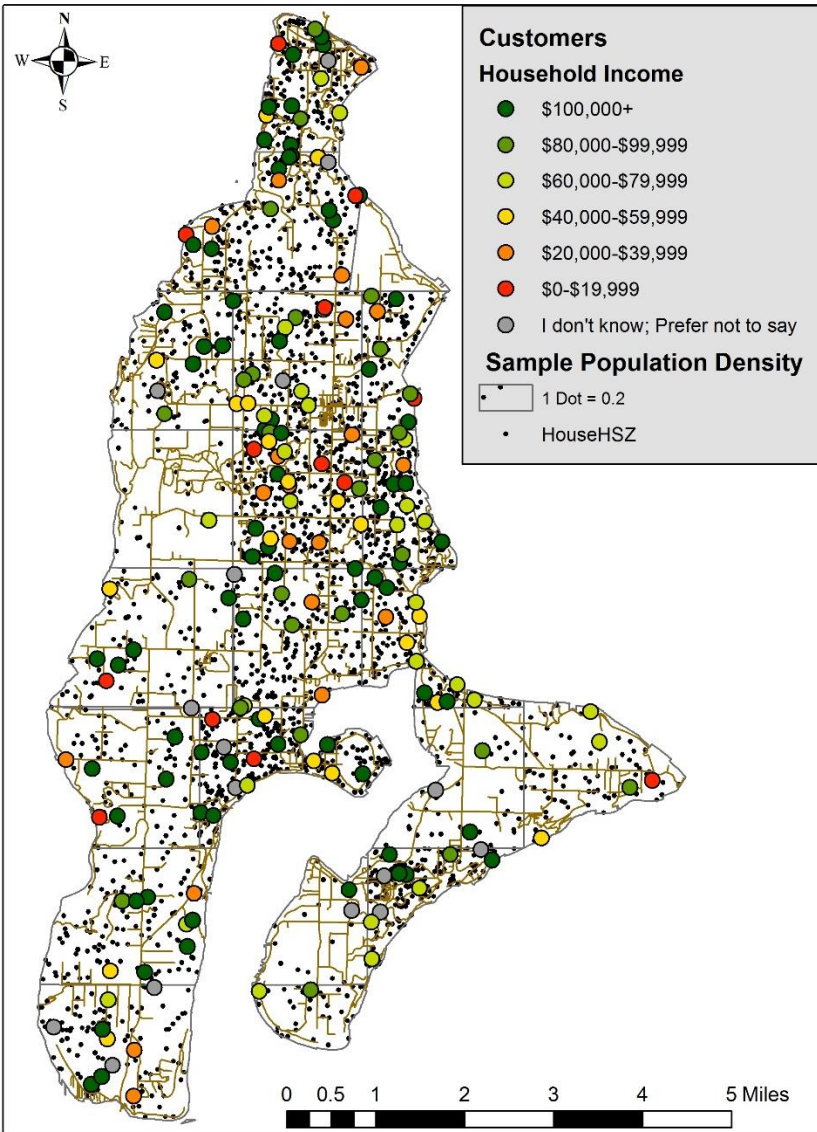 N
W E
S
Customers
Household Income
$100,000+
$80,000-$99,999
$60,000-$79,999
$40,000-$59,999
$20,000-$39,999
$0-$19,999
I don't know; Prefer not to say
Sample Population Density
1 Dot = 0.2
HouseHSZ
0 0.5 1 2 3 4 5 Miles